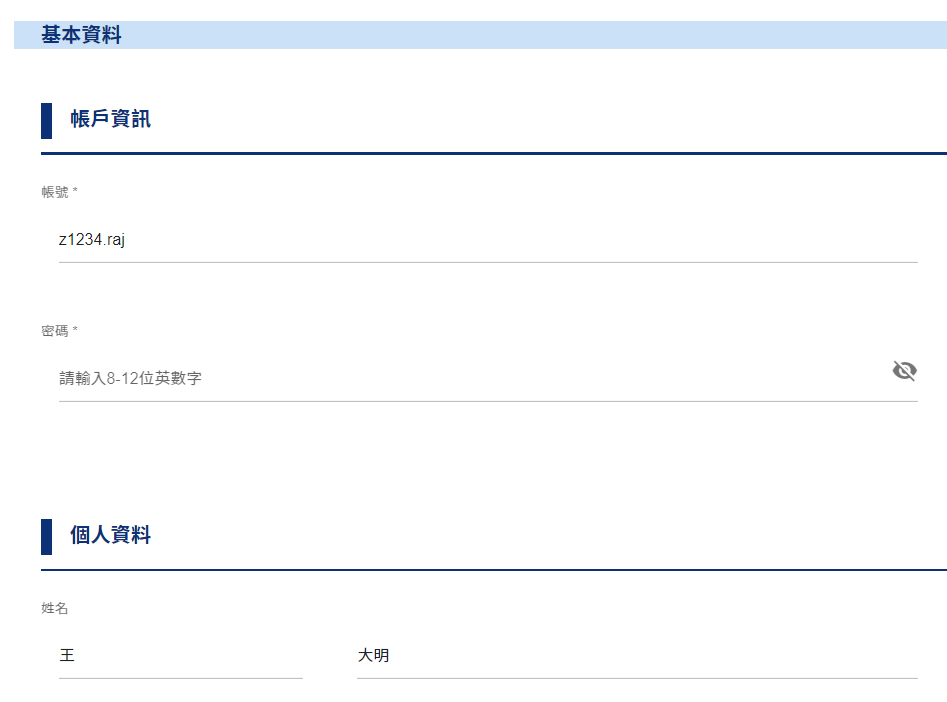 基本資料
帳戶資訊
帳號 *
z1234.raj
密碼 *
請輸入8-12位英數字
個人資料
姓名
王 大明